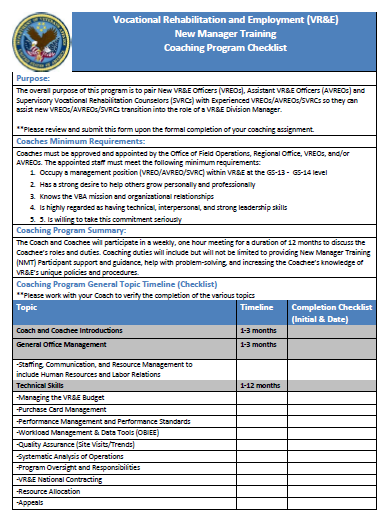 Vocational Rehabilitation and Employment (VR&E)
New Manager Training
Coaching Program Checklist
Purpose:
The overall purpose of this program is to pair New VR&E Officers (VREOs), Assistant VR&E Officers (AVREOs) and
Supervisory Vocational Rehabilitation Counselors (SVRCs) with Experienced VREOs/AVREOs/SVRCs so they can
assist new VREOs/AVREOs/SVRCs transition into the role of a VR&E Division Manager.
**Please review and submit this form upon the formal completion of your coaching assignment.
Coaches Minimum Requirements:
Coaches must be approved and appointed by the Office of Field Operations, Regional Office, VREOs, and/or
AVREOs. The appointed staff must meet the following minimum requirements:
1. Occupy a management position (VREO/AVREO/SVRC) within VR&E at the GS-13 - GS-14 level
2. Has a strong desire to help others grow personally and professionally
3. Knows the VBA mission and organizational relationships
4. Is highly regarded as having technical, interpersonal, and strong leadership skills
5. 5. Is willing to take this commitment seriously
Coaching Program Summary:
The Coach and Coachee will participate in a weekly, one hour meeting for a duration of 12 months to discuss the
Coachee's roles and duties. Coaching duties will include but will not be limited to providing New Manager Training
(NMT) Participant support and guidance, help with problem-solving, and increasing the Coachee's knowledge of
VR&E's unique policies and procedures.
Coaching Program General Topic Timeline (Checklist)
**Please work with your Coach to verify the completion of the various topics
Topic Timeline Completion Checklist
(Initial & Date)
Coach and Coachee Introductions 1-3 months
General Office Management 1-3 months
-Staffing, Communication, and Resource Management to
include Human Resources and Labor Relations
Technical Skills 1-12 months
-Managing the VR&E Budget
-Purchase Card Management
-Performance Management and Performance Standards
-Workload Management & Data Tools (OBIEE)
-Quality Assurance (Site Visits/Trends)
-Systematic Analysis of Operations
-Program Oversight and Responsibilities
-VR&E National Contracting
-Resource Allocation
-Appeals